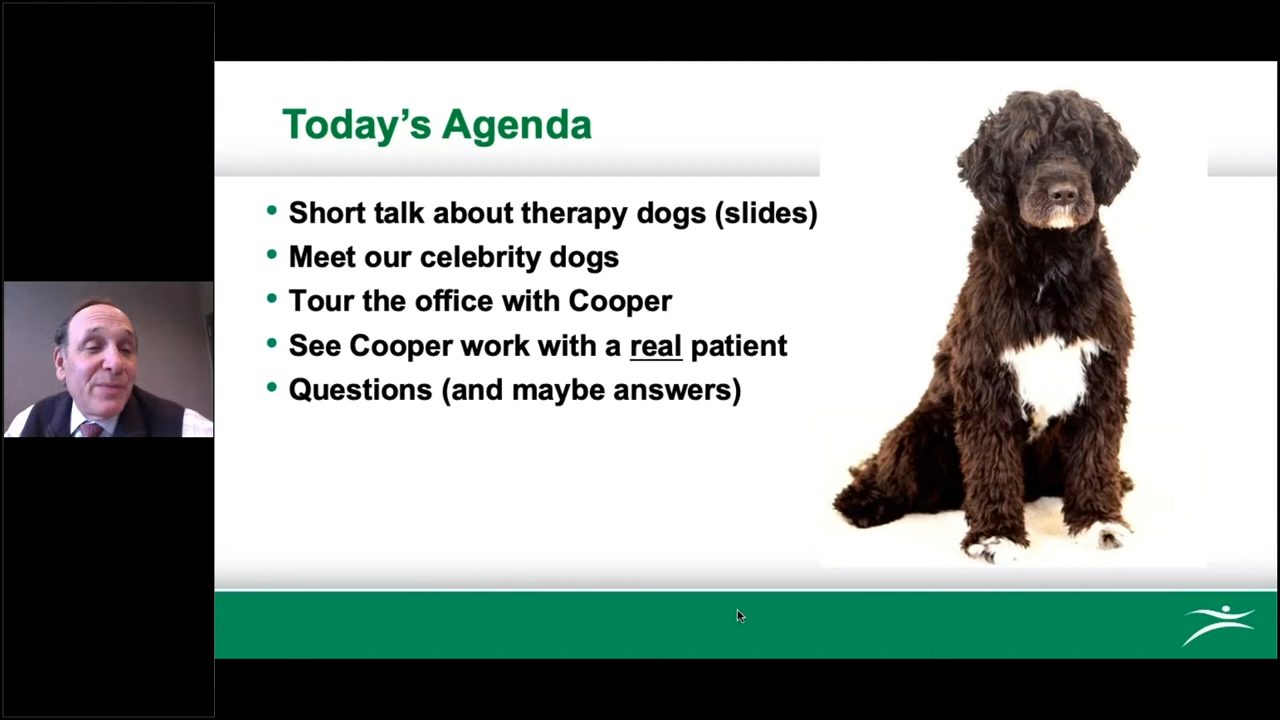 Today’s Agenda
• Short talk about therapy dogs (slides)
• Meet our celebrity dogs
• Tour the office with Cooper
• See Cooper work with a real patient
• Questions (and maybe answers)